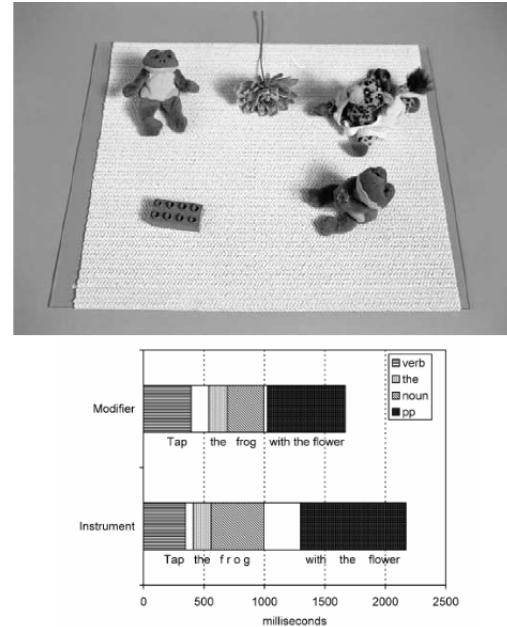 verb
the
noun
pp
Modifier
Tap the frog with the flower
Instrument
Tap the f r o g with the flower
0 500 1000 1500 2000 2500
milliseconds